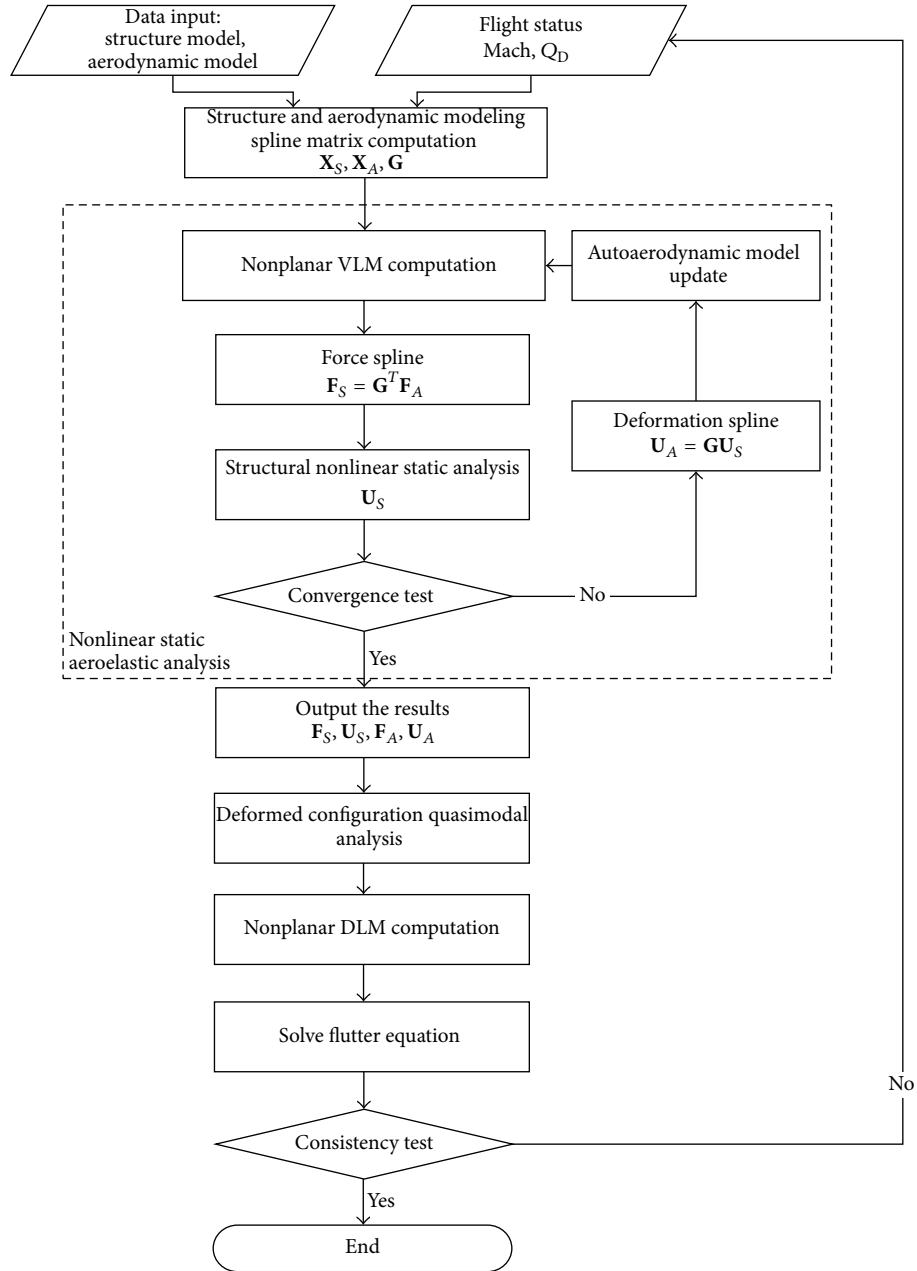 Data input:
structure model,
aerodynamic model
Flight status
Mach, Q_D
Structure and aerodynamic modeling
spline matrix computation
X_S, X_A, G
Nonplanar VLM computation
Autoaerodynamic model
update
Force spline
F_S = G^T F_A
Deformation spline
U_A = GU_S
Structural nonlinear static analysis
U_S
Convergence test
No
Nonlinear static
aeroelastic analysis
Yes
Output the results
F_S, U_S, F_A, U_A
Deformed configuration quasimodal
analysis
Nonplanar DLM computation
Solve flutter equation
No
Consistency test
Yes
End